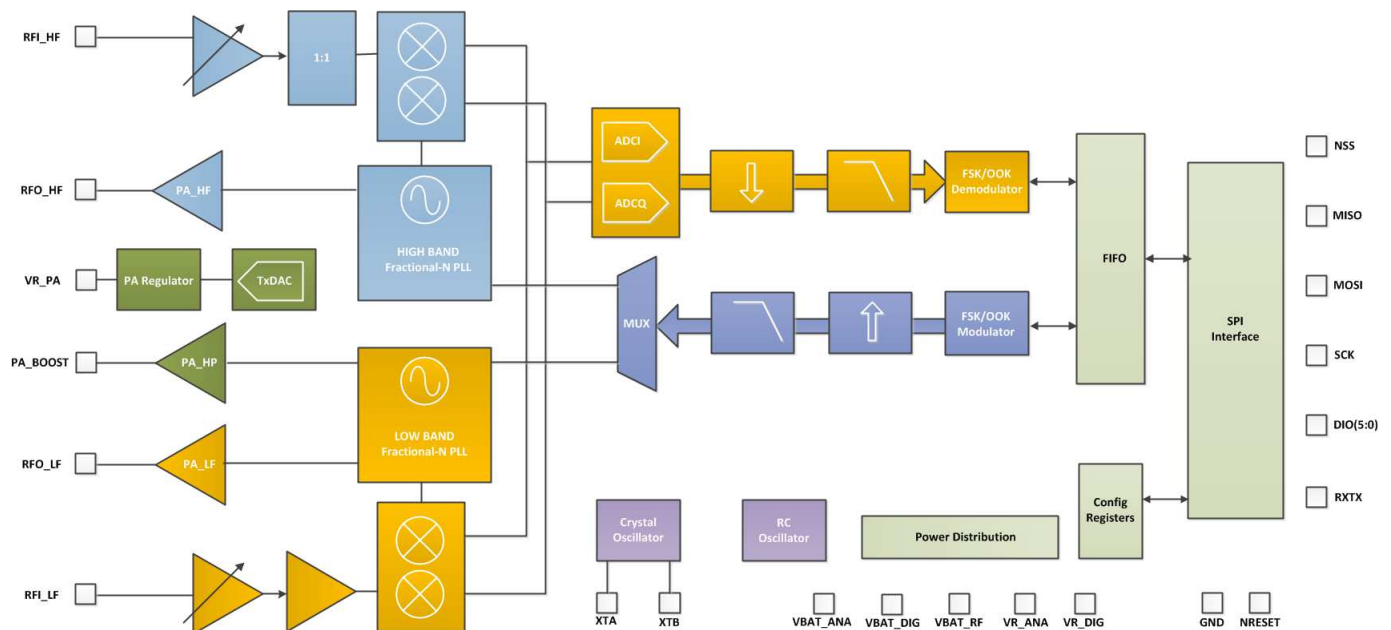 RFI_HF
1:1
RFO_HF
PA_HF
HIGH BAND
Fractional-N PLL
VR_PA
PA Regulator
TxDAC
PA_BOOST
PA_HP
LOW BAND
Fractional-N PLL
RFO_LF
PA_LF
RFI_LF
ADCI
ADCQ
FSK/OOK
Demodulator
MUX
FSK/OOK
Modulator
FIFO
SPI
Interface
Config
Registers
Crystal
Oscillator
RC
Oscillator
Power Distribution
XTA
XTB
VBAT_ANA
VBAT_DIG
VBAT_RF
VR_ANA
VR_DIG
GND
NRESET
NSS
MISO
MOSI
SCK
DIO(5:0)
RXTX